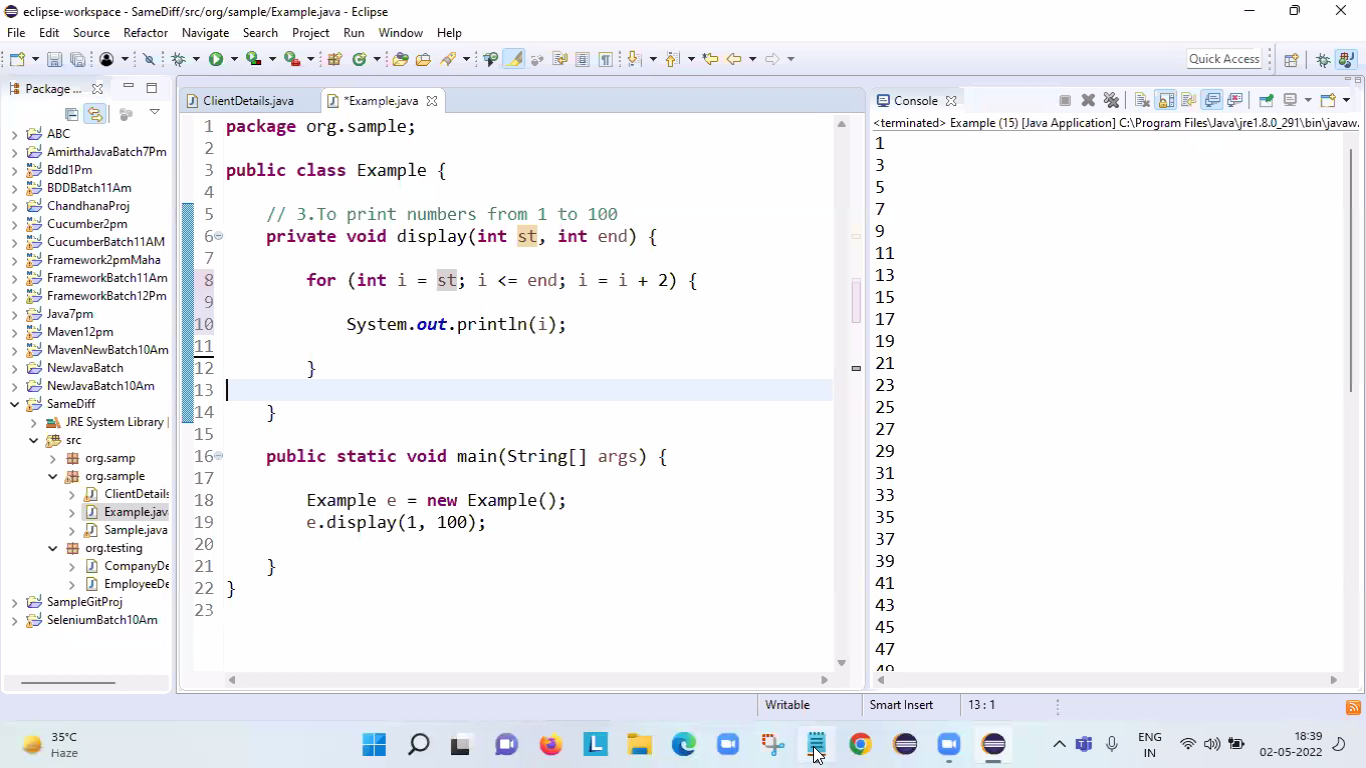 eclipse-workspace - SameDiff/src/org/sample/Example.java - Eclipse
File Edit Source Refactor Navigate Search Project Run Window Help
Quick Access
Package ...
ABC
AmirthaJavaBatch7Pm
Bdd1Pm
BDDBatch11Am
ChandhanaProj
Cucumber2pm
CucumberBatch11AM
Framework2pmMaha
FrameworkBatch11Am
FrameworkBatch12Pm
Java7pm
Maven12pm
MavenNewBatch10Am
NewJavaBatch
NewJavaBatch10Am
SameDiff
JRE System Library
src
org.samp
org.sample
ClientDetails
Example.jav
Sample.java
org.testing
CompanyDe
EmployeeDe
SampleGitProj
SeleniumBatch10Am
ClientDetails.java *Example.java
1 package org.sample;
2
3 public class Example {
4
5 // 3.To print numbers from 1 to 100
6 private void display(int st, int end) {
7
8 for (int i = st; i <= end; i = i + 2) {
9
10 System.out.println(i);
11
12 }
13
14 }
15
16 public static void main(String[] args) {
17
18 Example e = new Example();
19 e.display(1, 100);
20
21 }
22 }
23
Console
<terminated> Example (15) [Java Application] C:\Program Files\Java\jre1.8.0_291\bin\javaw.
1
3
5
7
9
11
13
15
17
19
21
23
25
27
29
31
33
35
37
39
41
43
45
47
49
Writable Smart Insert 13 : 1
35°C
Haze
ENG
IN
18:39
02-05-2022